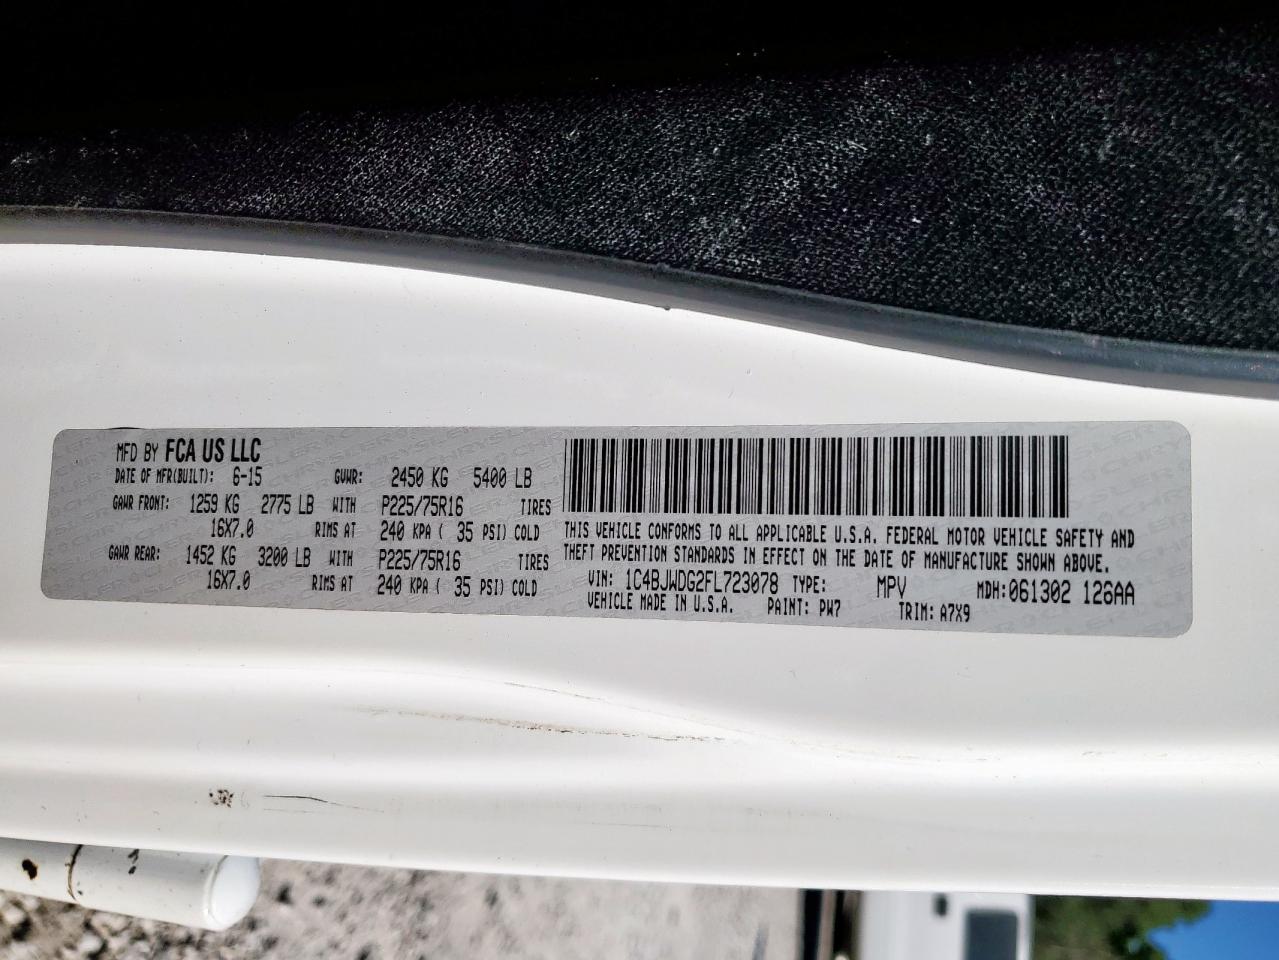 MFD BY FCA US LLC
DATE OF MFR(BUILT): 6-15 GVWR: 2450 KG 5400 LB
GAWR FRONT: 1259 KG 2775 LB WITH P225/75R16 TIRES
16X7.0 RIMS AT 240 KPA ( 35 PSI) COLD
GAWR REAR: 1452 KG 3200 LB WITH P225/75R16 TIRES
16X7.0 RIMS AT 240 KPA ( 35 PSI) COLD
THIS VEHICLE CONFORMS TO ALL APPLICABLE U.S.A. FEDERAL MOTOR VEHICLE SAFETY AND
THEFT PREVENTION STANDARDS IN EFFECT ON THE DATE OF MANUFACTURE SHOWN ABOVE.
VIN: 1C4BJWDG2FL723078 TYPE: MPV MDH: 061302 126AA
VEHICLE MADE IN U.S.A. PAINT: PW7 TRIM: A7X9